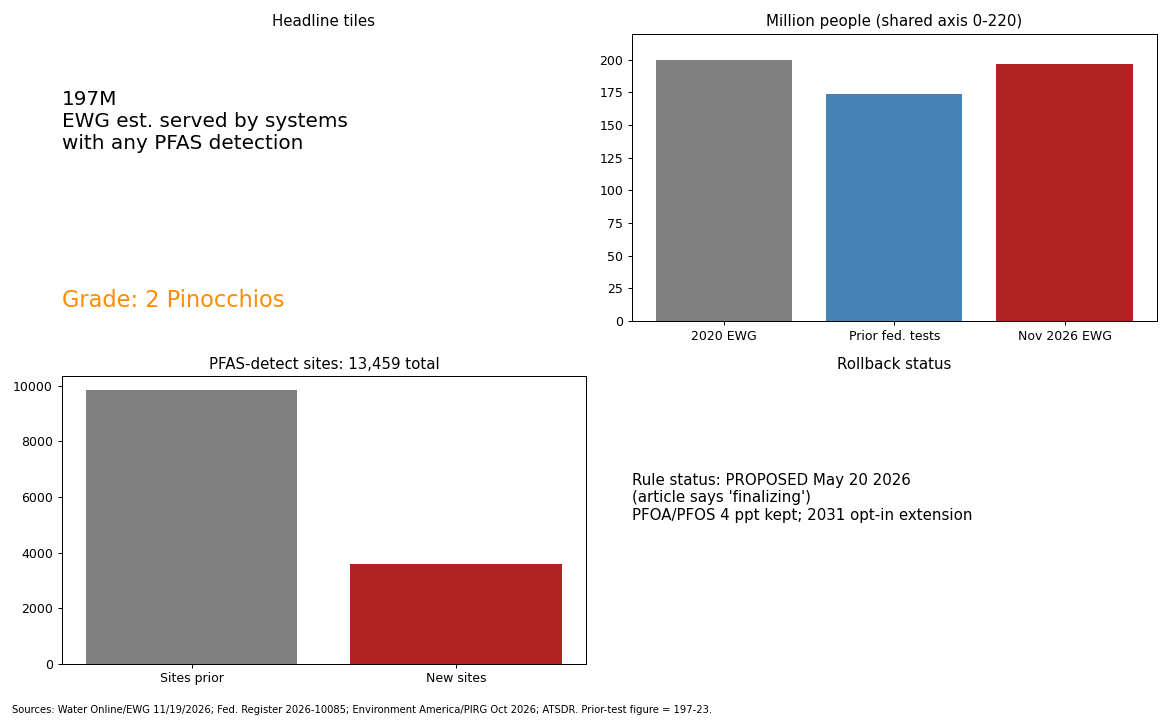 Headline tiles
197M
EWG est. served by systems
with any PFAS detection
Grade: 2 Pinocchios
Million people (shared axis 0-220)
200
175
150
125
100
75
50
25
0
2020 EWG
Prior fed. tests
Nov 2026 EWG
PFAS-detect sites: 13,459 total
10000
8000
6000
4000
2000
0
Sites prior
New sites
Rollback status
Rule status: PROPOSED May 20 2026
(article says 'finalizing')
PFOA/PFOS 4 ppt kept; 2031 opt-in extension
Sources: Water Online/EWG 11/19/2026; Fed. Register 2026-10085; Environment America/PIRG Oct 2026; ATSDR. Prior-test figure = 197-23.